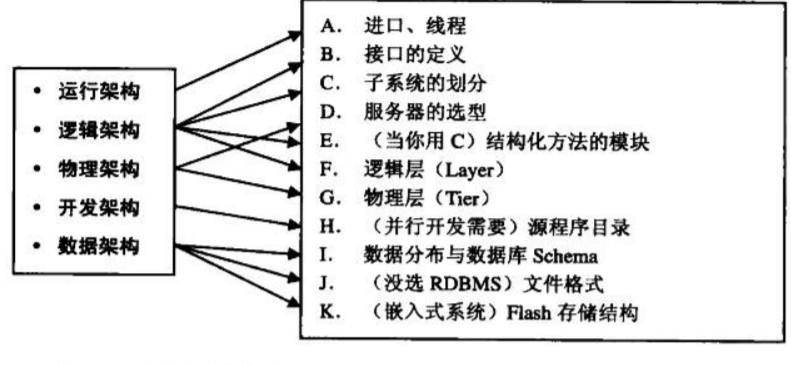 • 运行架构
• 逻辑架构
• 物理架构
• 开发架构
• 数据架构
A. 进口、线程
B. 接口的定义
C. 子系统的划分
D. 服务器的选型
E. （当你用 C）结构化方法的模块
F. 逻辑层（Layer）
G. 物理层（Tier）
H. （并行开发需要）源程序目录
I. 数据分布与数据库 Schema
J. （没选 RDBMS）文件格式
K. （嵌入式系统）Flash 存储结构